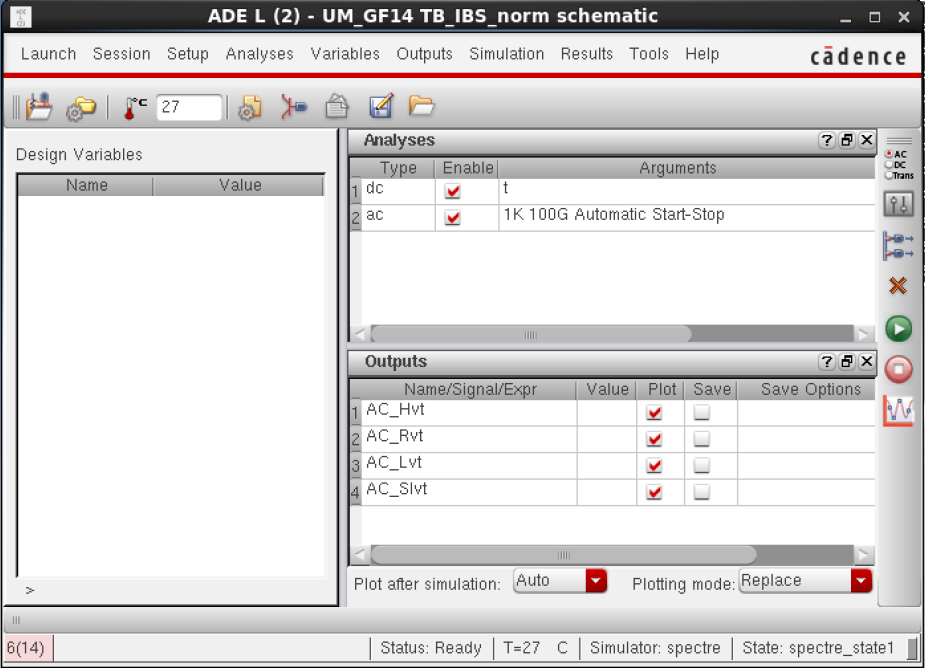 ADE L (2) - UM_GF14 TB_IBS_norm schematic
Launch Session Setup Analyses Variables Outputs Simulation Results Tools Help
cādence
°C 27
Design Variables
Name Value
>
Analyses
Type Enable Arguments
1 dc t
2 ac 1K 100G Automatic Start-Stop
Outputs
Name/Signal/Expr Value Plot Save Save Options
1 AC_Hvt
2 AC_Rvt
3 AC_Lvt
4 AC_Slvt
Plot after simulation: Auto Plotting mode: Replace
AC
DC
Trans
6(14) Status: Ready T=27 C Simulator: spectre State: spectre_state1